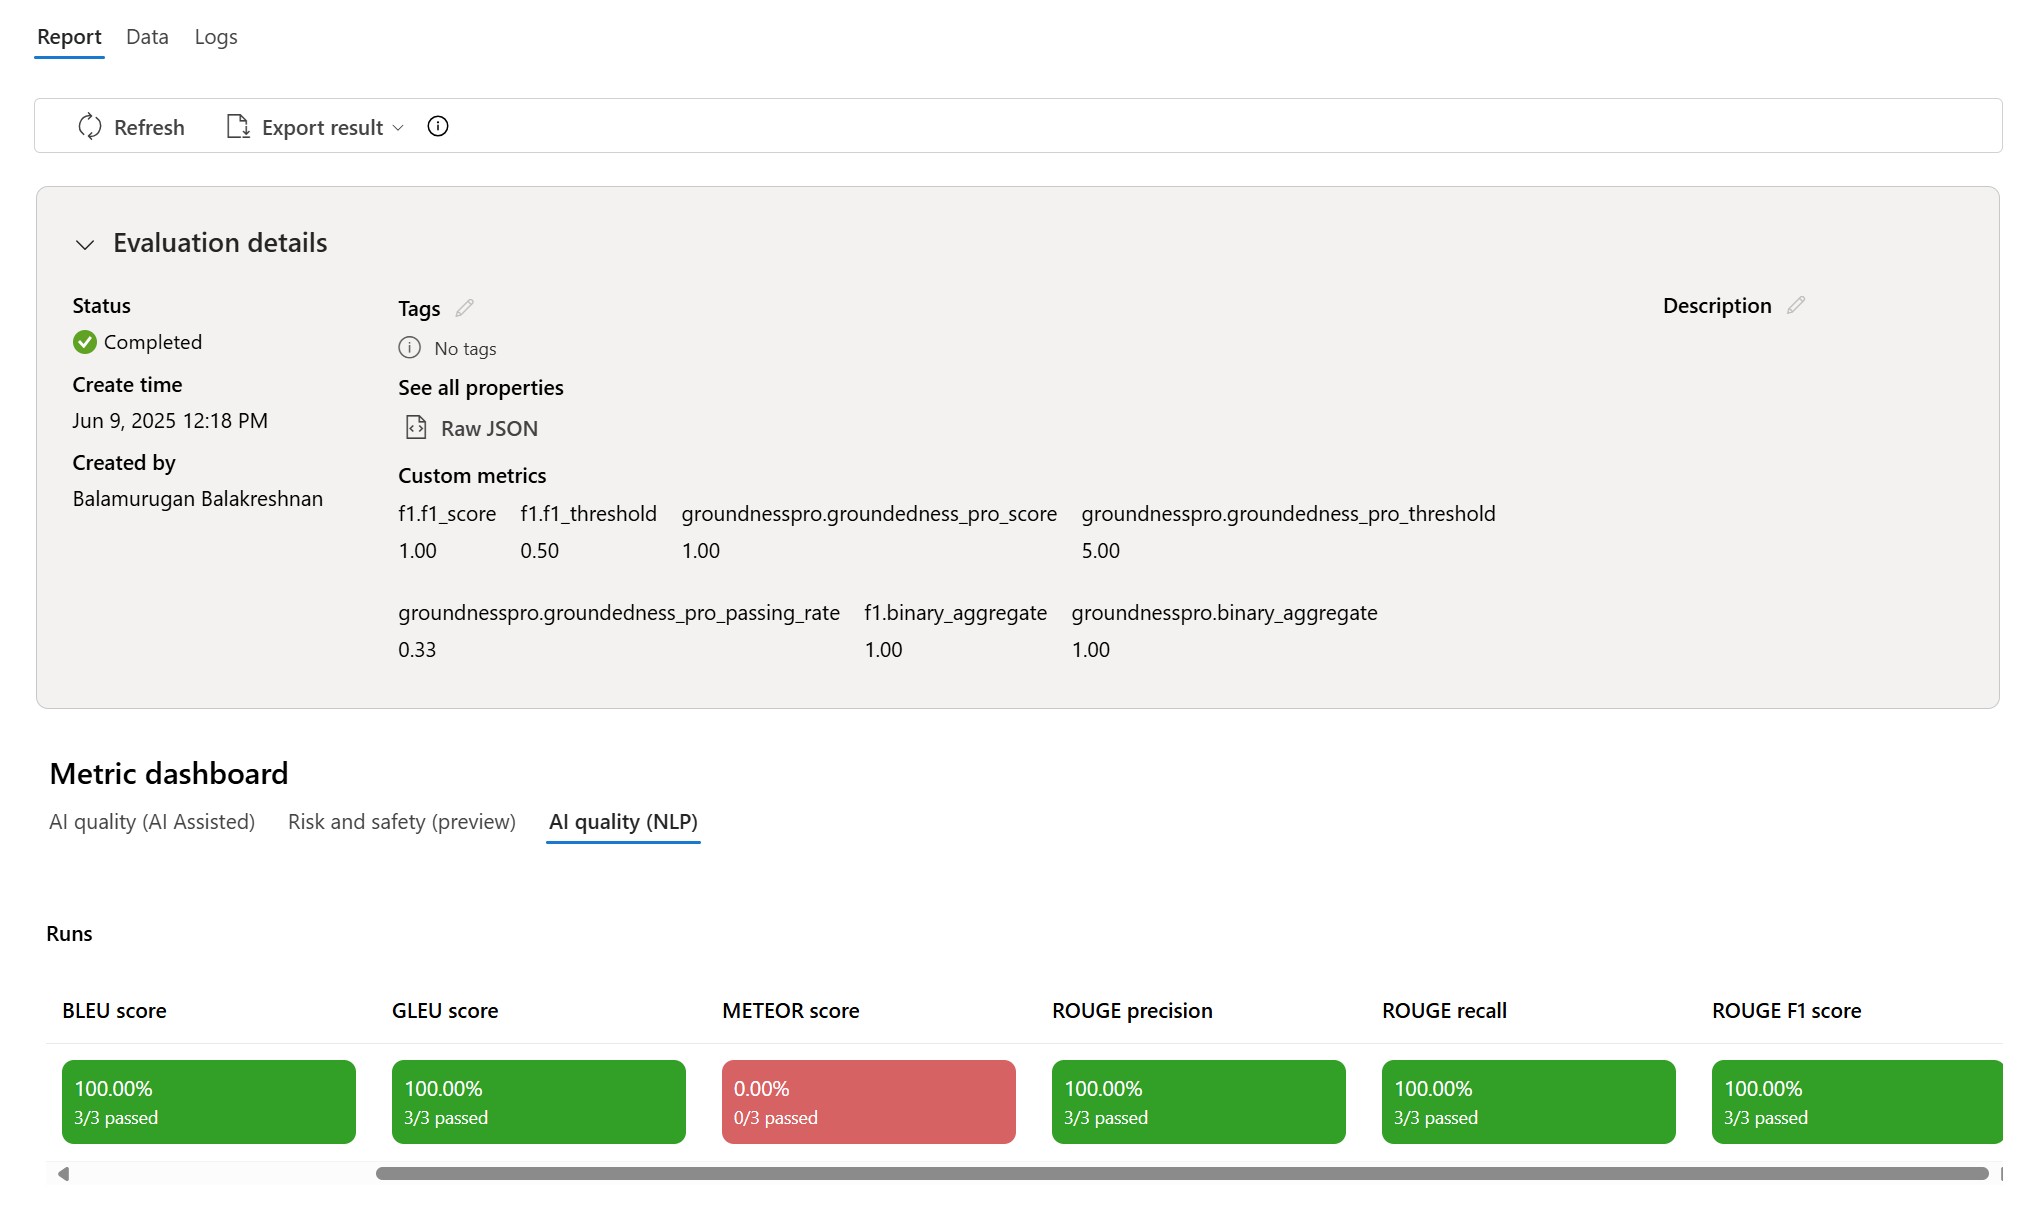 Report Data Logs
Refresh Export result
Evaluation details
Status
Completed
Create time
Jun 9, 2025 12:18 PM
Created by
Balamurugan Balakreshnan
Tags
No tags
See all properties
Raw JSON
Custom metrics
f1.f1_score f1.f1_threshold groundnesspro.groundedness_pro_score groundnesspro.groundedness_pro_threshold
1.00 0.50 1.00 5.00
groundnesspro.groundedness_pro_passing_rate f1.binary_aggregate groundnesspro.binary_aggregate
0.33 1.00 1.00
Description
Metric dashboard
AI quality (AI Assisted) Risk and safety (preview) AI quality (NLP)
Runs
BLEU score GLEU score METEOR score ROUGE precision ROUGE recall ROUGE F1 score
100.00% 100.00% 0.00% 100.00% 100.00% 100.00%
3/3 passed 3/3 passed 0/3 passed 3/3 passed 3/3 passed 3/3 passed